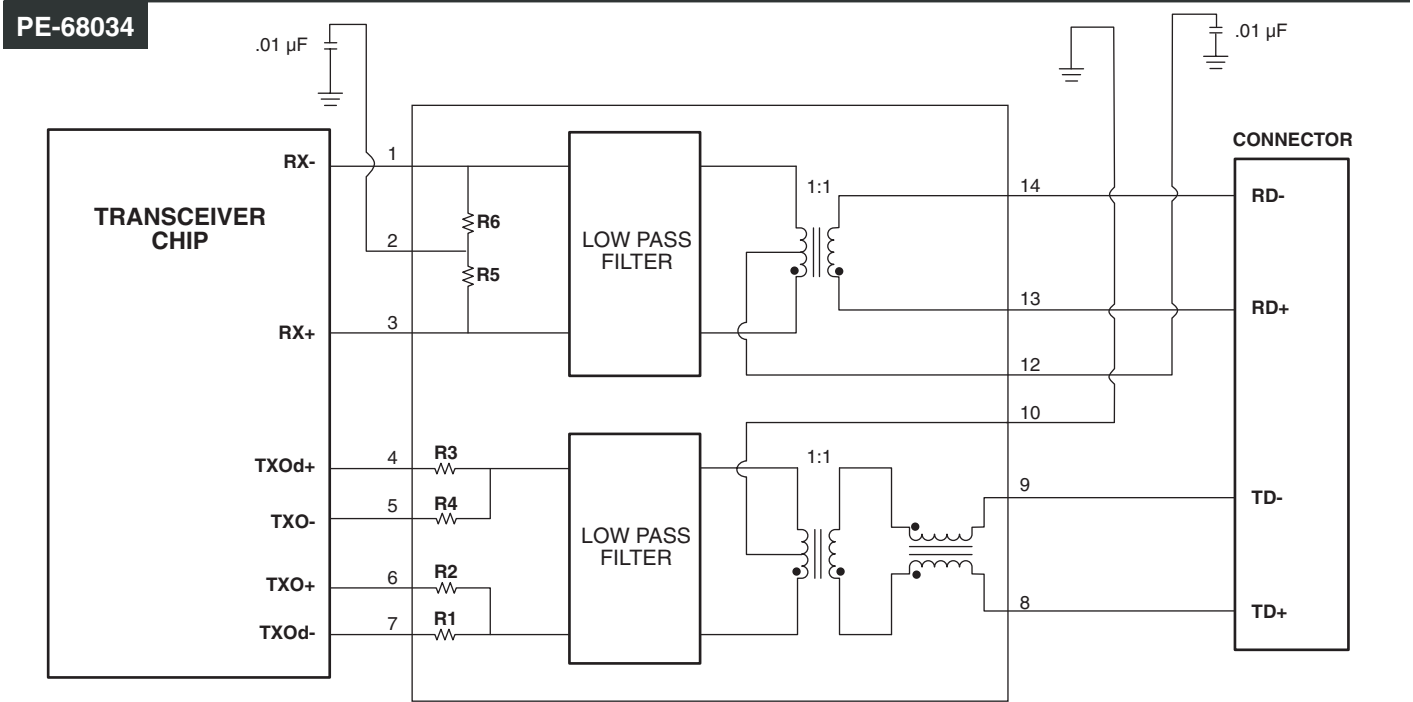 PE-68034
.01 µF
.01 µF
CONNECTOR
TRANSCEIVER
CHIP
RX-
1
R6
2
R5
RX+
3
LOW PASS
FILTER
1:1
14
RD-
13
RD+
12
10
TXOd+
4
R3
TXO-
5
R4
TXO+
6
R2
TXOd-
7
R1
LOW PASS
FILTER
1:1
9
TD-
8
TD+